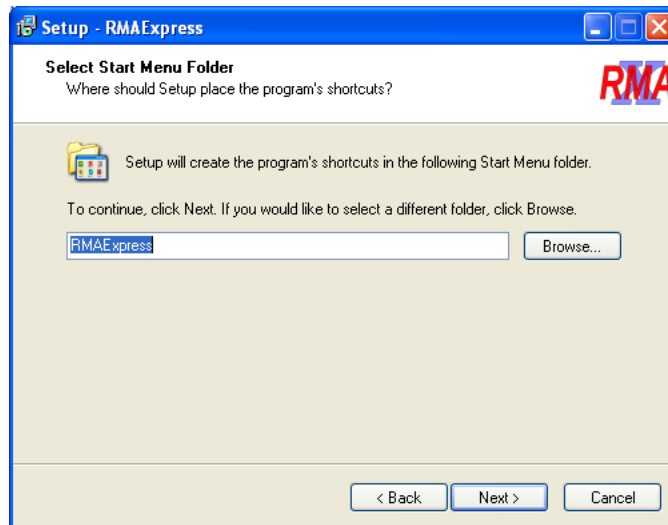 Setup - RMAExpress
Select Start Menu Folder
Where should Setup place the program's shortcuts?
RMA
Setup will create the program's shortcuts in the following Start Menu folder.
To continue, click Next. If you would like to select a different folder, click Browse.
RMAExpress
Browse...
< Back
Next >
Cancel